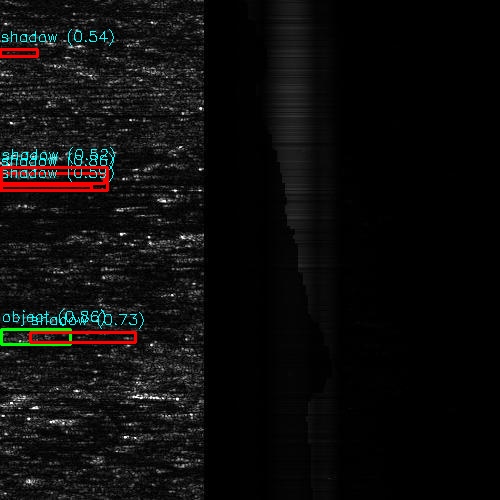 shadow (0.54)
shadow (0.52)
shadow (0.59)
object (0.86)
shadow (0.73)